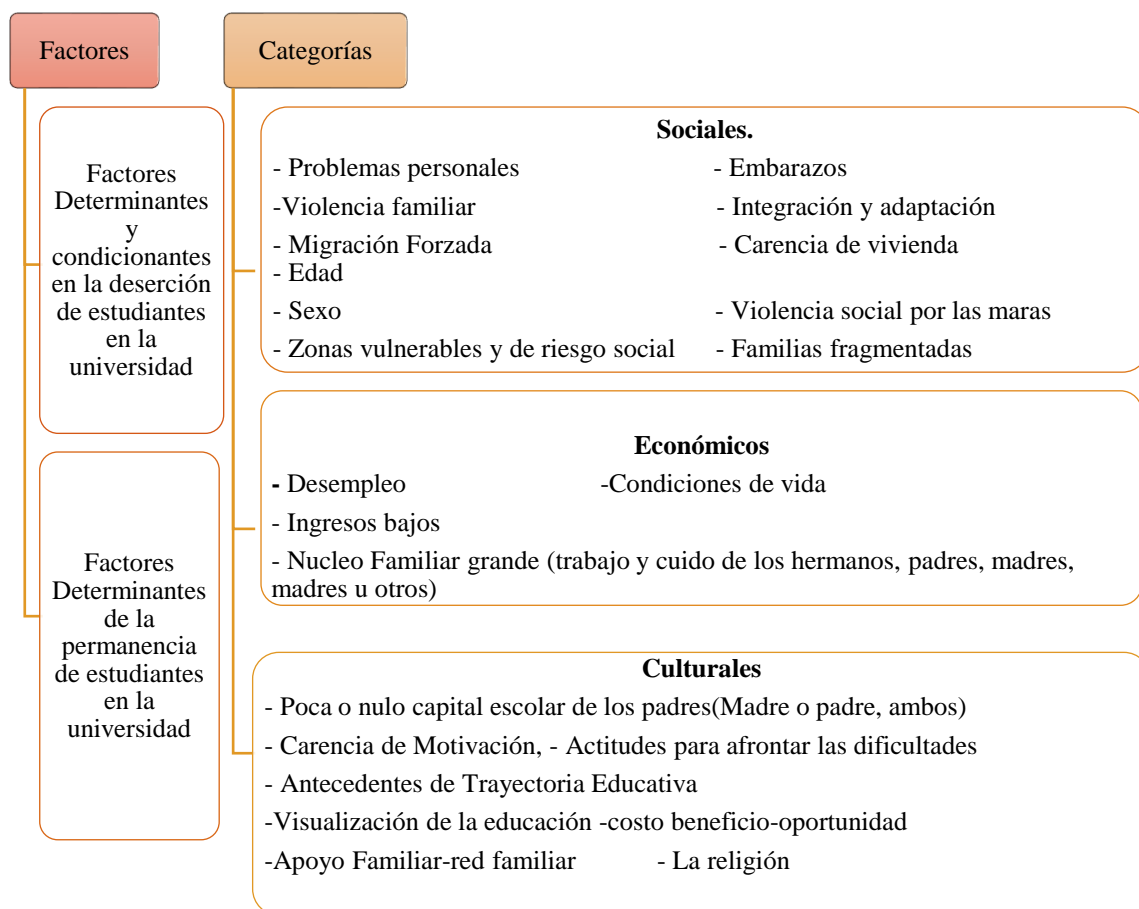 Factores
Categorías
Factores
Determinantes
y
condicionantes
en la deserción
de estudiantes
en la
universidad
Factores
Determinantes
de la
permanencia
de estudiantes
en la
universidad
Sociales.
- Problemas personales - Embarazos
-Violencia familiar - Integración y adaptación
- Migración Forzada - Carencia de vivienda
- Edad
- Sexo - Violencia social por las maras
- Zonas vulnerables y de riesgo social - Familias fragmentadas
Económicos
- Desempleo -Condiciones de vida
- Ingresos bajos
- Nucleo Familiar grande (trabajo y cuido de los hermanos, padres, madres,
madres u otros)
Culturales
- Poca o nulo capital escolar de los padres(Madre o padre, ambos)
- Carencia de Motivación, - Actitudes para afrontar las dificultades
- Antecedentes de Trayectoria Educativa
-Visualización de la educación -costo beneficio-oportunidad
-Apoyo Familiar-red familiar - La religión